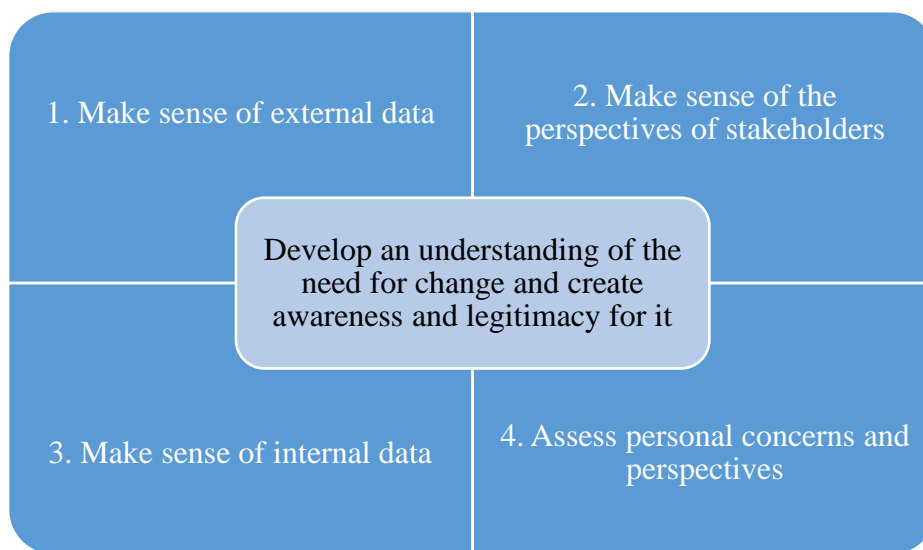 1. Make sense of external data
2. Make sense of the
perspectives of stakeholders
Develop an understanding of the
need for change and create
awareness and legitimacy for it
3. Make sense of internal data
4. Assess personal concerns and
perspectives